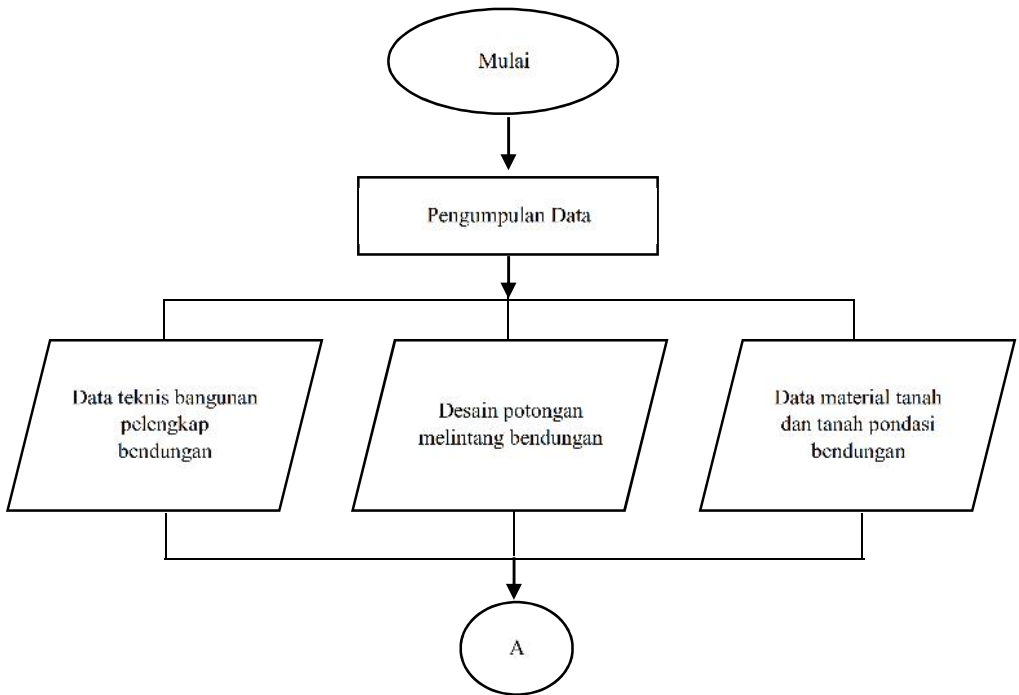 Mulai
Pengumpulan Data
Data teknis bangunan
pelengkap
bendungan
Desain potongan
melintang bendungan
Data material tanah
dan tanah pondasi
bendungan
A